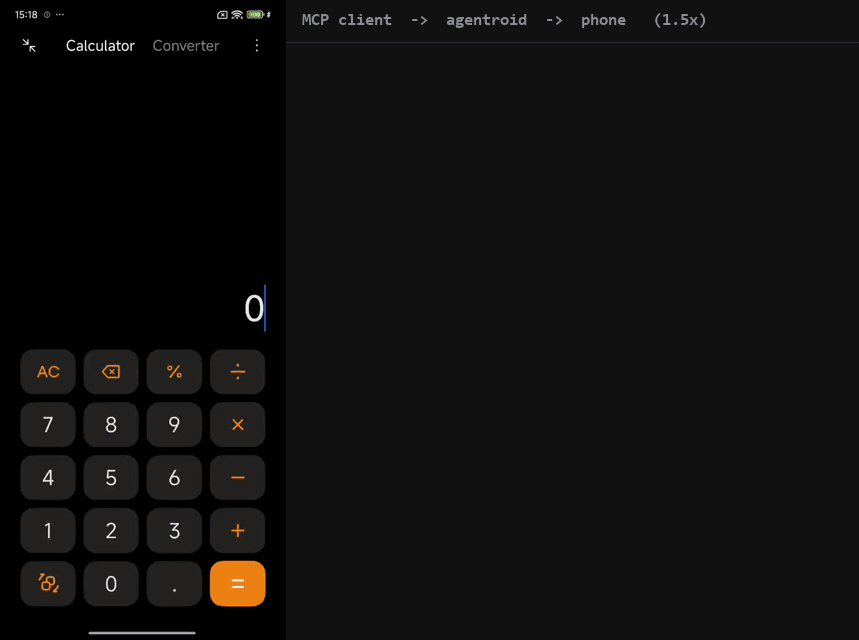 15:18
Calculator Converter
0
AC % ÷
7 8 9 ×
4 5 6 −
1 2 3 +
0 . =
MCP client -> agentroid -> phone (1.5x)